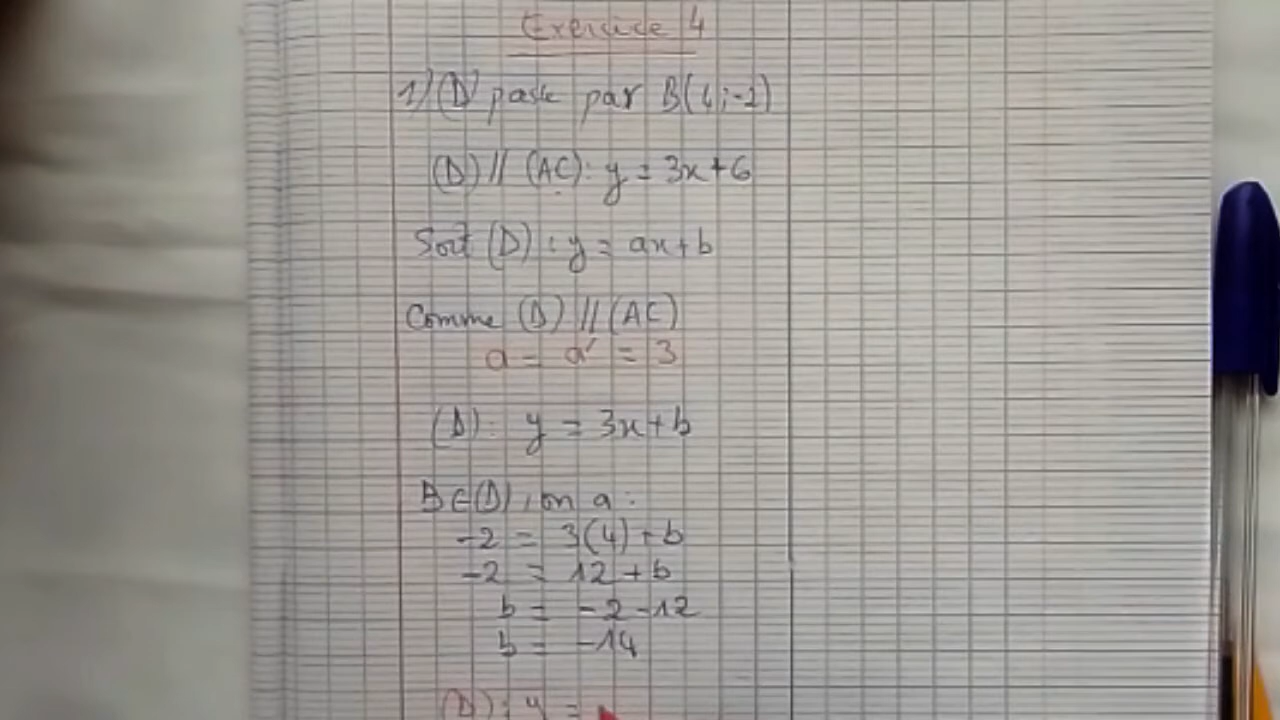 Exercice 4
1) (D) passe par B(4;-2)
(D) // (AC): y = 3x+6
Soit (D) : y = ax+b
Comme (D) // (AC)
a = a' = 3
(D): y = 3x+b
B∈(D), on a :
-2 = 3(4)+b
-2 = 12+b
b = -2-12
b = -14
(D): y =